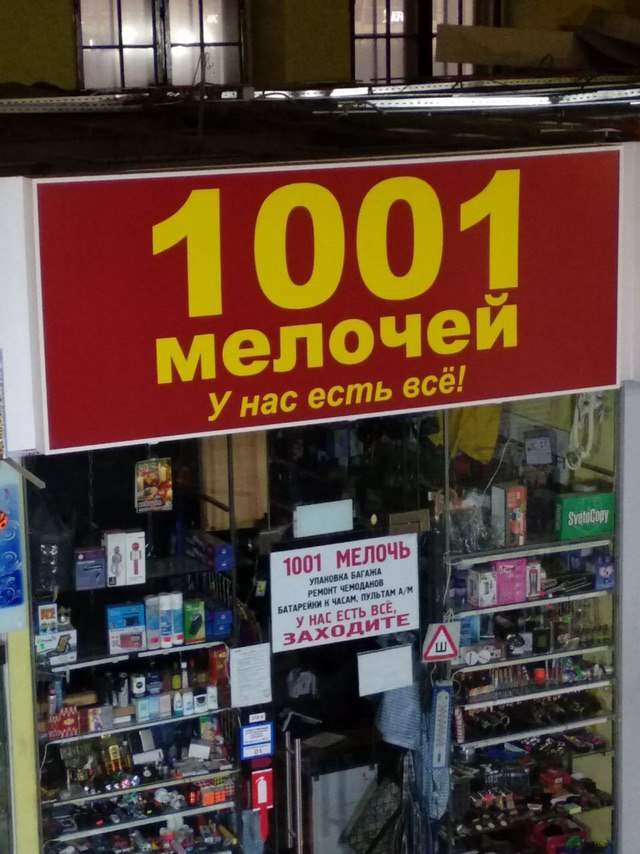 1001
мелочей
У нас есть всё!
1001 МЕЛОЧЬ
УПАКОВКА БАГАЖА
РЕМОНТ ЧЕМОДАНОВ
БАТАРЕЙКИ К ЧАСАМ, ПУЛЬТАМ А/М
У НАС ЕСТЬ ВСЁ,
ЗАХОДИТЕ
SvetoCopy
Ш